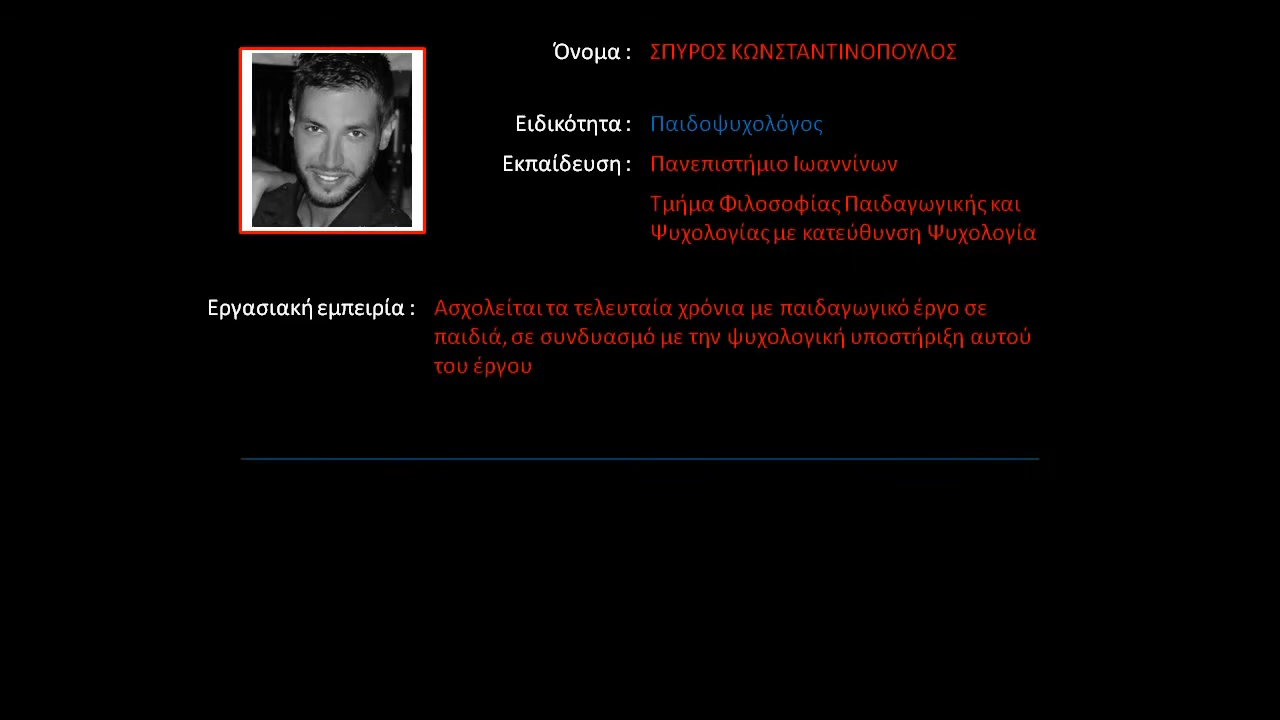 Όνομα : ΣΠΥΡΟΣ ΚΩΝΣΤΑΝΤΙΝΟΠΟΥΛΟΣ
Ειδικότητα : Παιδοψυχολόγος
Εκπαίδευση : Πανεπιστήμιο Ιωαννίνων
Τμήμα Φιλοσοφίας Παιδαγωγικής και
Ψυχολογίας με κατεύθυνση Ψυχολογία
Εργασιακή εμπειρία : Ασχολείται τα τελευταία χρόνια με παιδαγωγικό έργο σε
παιδιά, σε συνδυασμό με την ψυχολογική υποστήριξη αυτού
του έργου